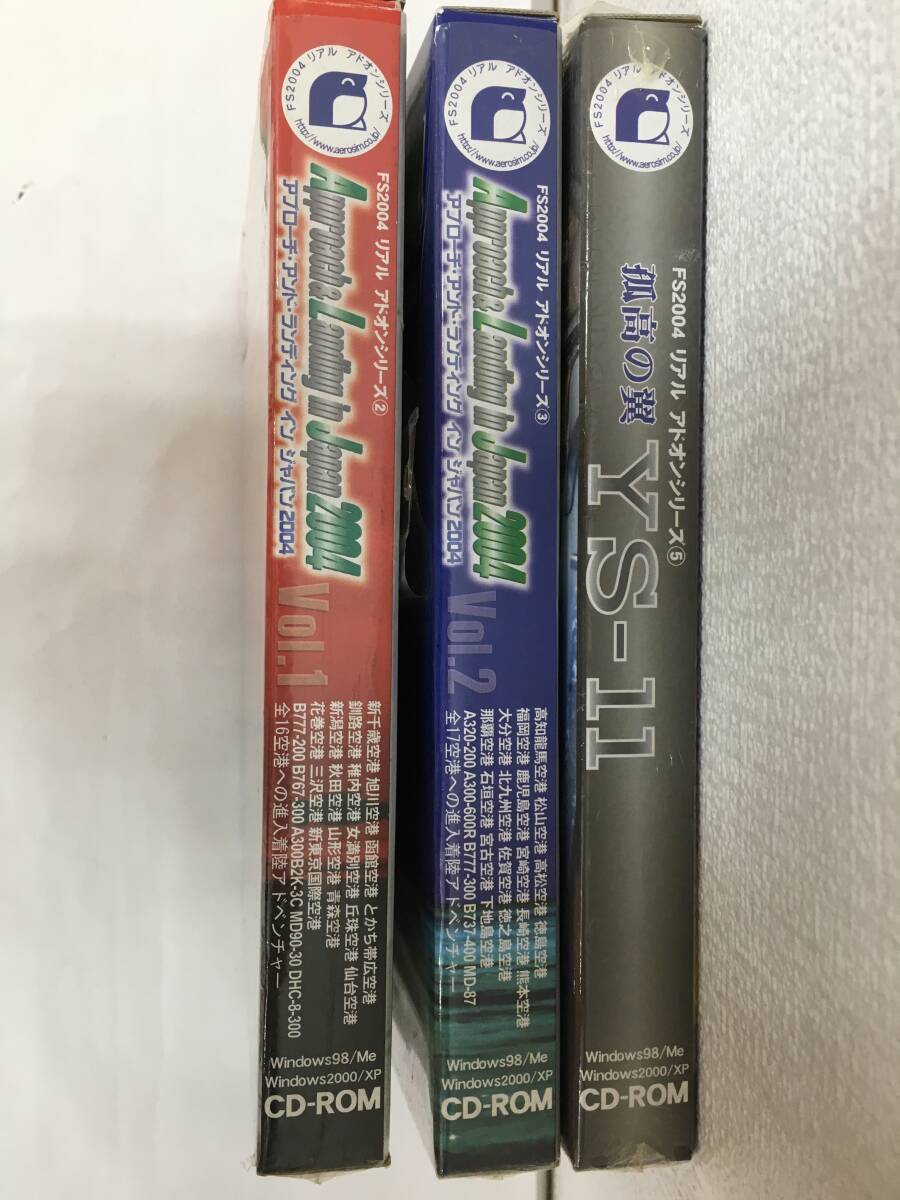 FS2004 リアル アドオンシリーズ
http://www.aerosim.co.jp/
FS2004 リアル アドオンシリーズ②
Approach & Landing in Japan 2004
アプローチ・アンド・ランディング イン ジャパン2004
Vol.1
新千歳空港 旭川空港 函館空港 とかち帯広空港
釧路空港 稚内空港 女満別空港 丘珠空港 仙台空港
新潟空港 秋田空港 山形空港 青森空港
花巻空港 三沢空港 新東京国際空港
B777-200 B767-300 A300B2K-3C MD90-30 DHC-8-300
全16空港への進入着陸アドベンチャー
Windows98/Me
Windows2000/XP
CD-ROM
FS2004 リアル アドオンシリーズ
http://www.aerosim.co.jp/
FS2004 リアル アドオンシリーズ③
Approach & Landing in Japan 2004
アプローチ・アンド・ランディング イン ジャパン2004
Vol.2
高知龍馬空港 松山空港 高松空港 徳島空港
福岡空港 鹿児島空港 宮崎空港 長崎空港 熊本空港
大分空港 北九州空港 佐賀空港 徳之島空港
那覇空港 石垣空港 宮古空港 下地島空港
A320-200 A300-600R B777-300 B737-400 MD-87
全17空港への進入着陸アドベンチャー
Windows98/Me
Windows2000/XP
CD-ROM
FS2004 リアル アドオンシリーズ
http://www.aerosim.co.jp/
FS2004 リアル アドオンシリーズ⑤
孤高の翼
YS-11
Windows98/Me
Windows2000/XP
CD-ROM